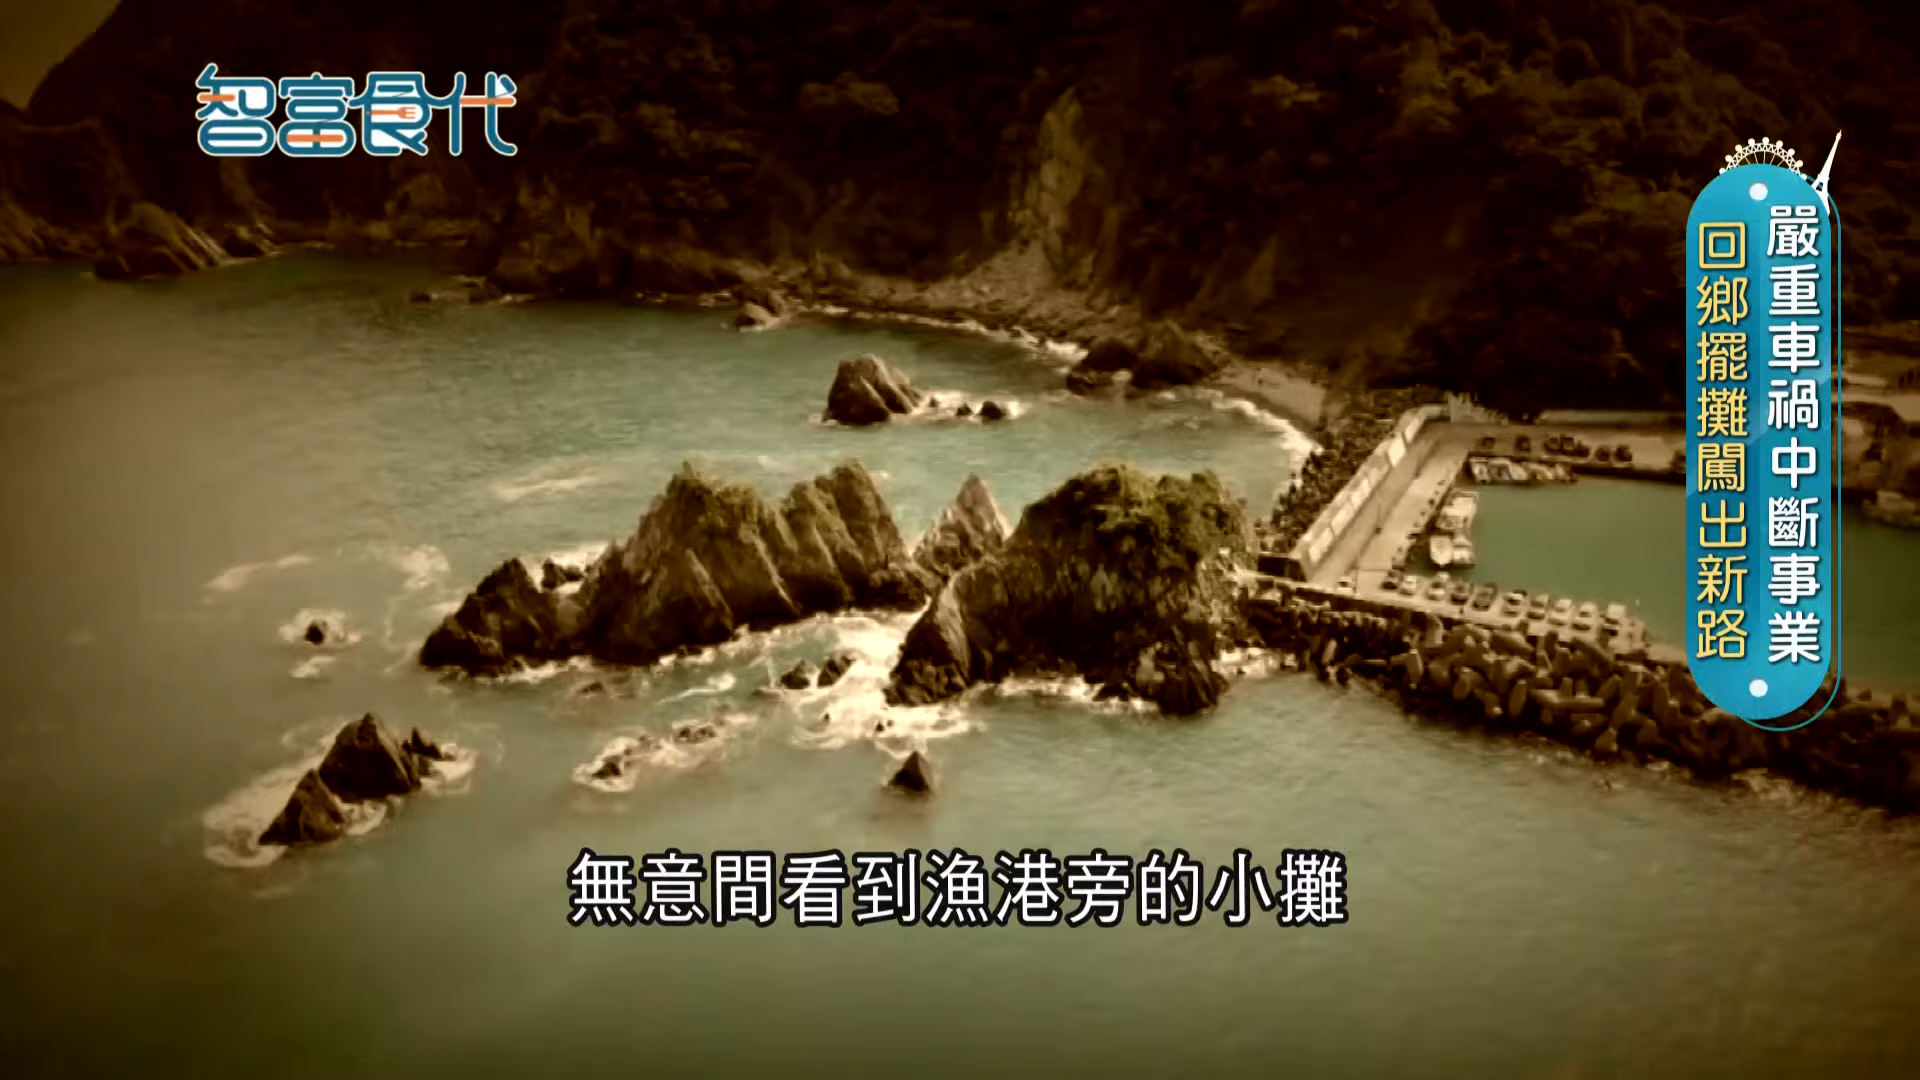 智富食代
嚴重車禍中斷事業
回鄉擺攤闖出新路
無意間看到漁港旁的小攤